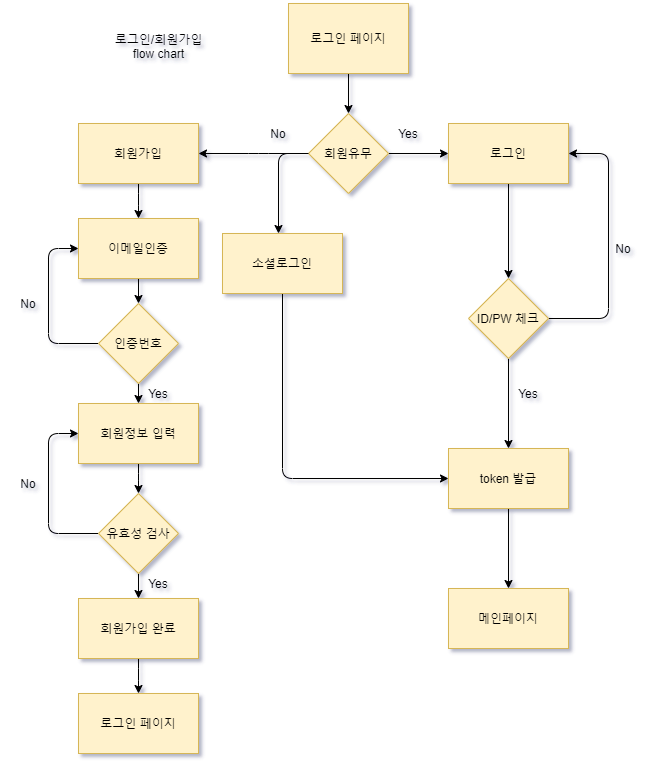 로그인/회원가입
flow chart
로그인 페이지
No
회원유무
Yes
회원가입
로그인
이메일인증
소셜로그인
No
No
인증번호
ID/PW 체크
Yes
Yes
회원정보 입력
No
token 발급
유효성 검사
Yes
회원가입 완료
메인페이지
로그인 페이지